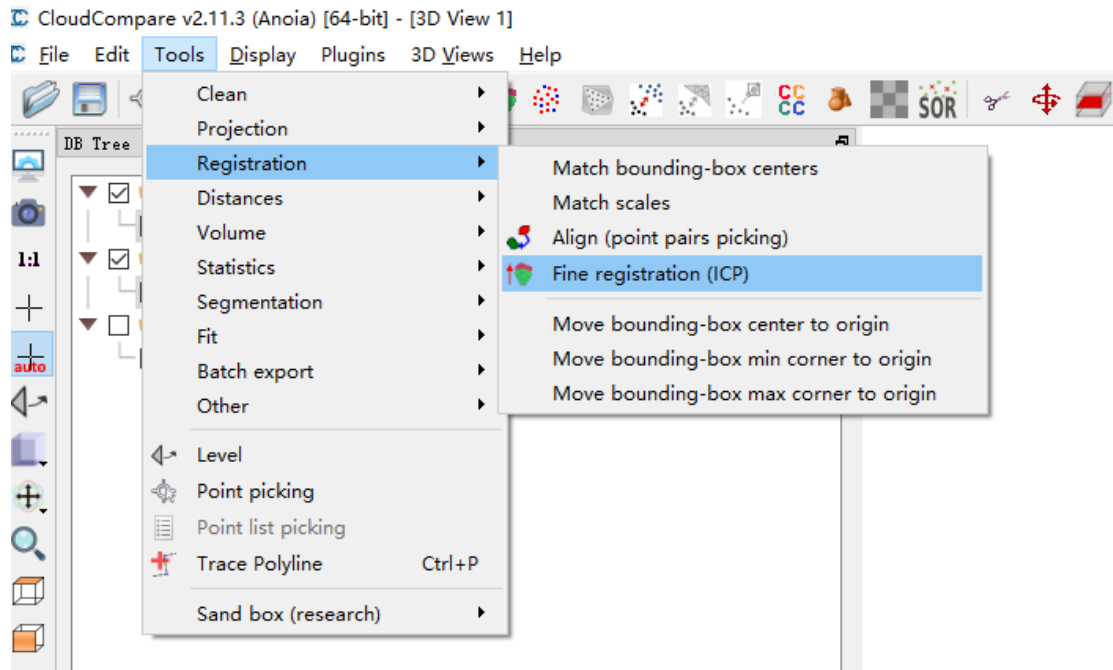 CloudCompare v2.11.3 (Anoia) [64-bit] - [3D View 1]
File Edit Tools Display Plugins 3D Views Help
CC
CC
SOR
DB Tree
1:1
auto
Clean
Projection
Registration
Distances
Volume
Statistics
Segmentation
Fit
Batch export
Other
Level
Point picking
Point list picking
Trace Polyline Ctrl+P
Sand box (research)
Match bounding-box centers
Match scales
Align (point pairs picking)
Fine registration (ICP)
Move bounding-box center to origin
Move bounding-box min corner to origin
Move bounding-box max corner to origin